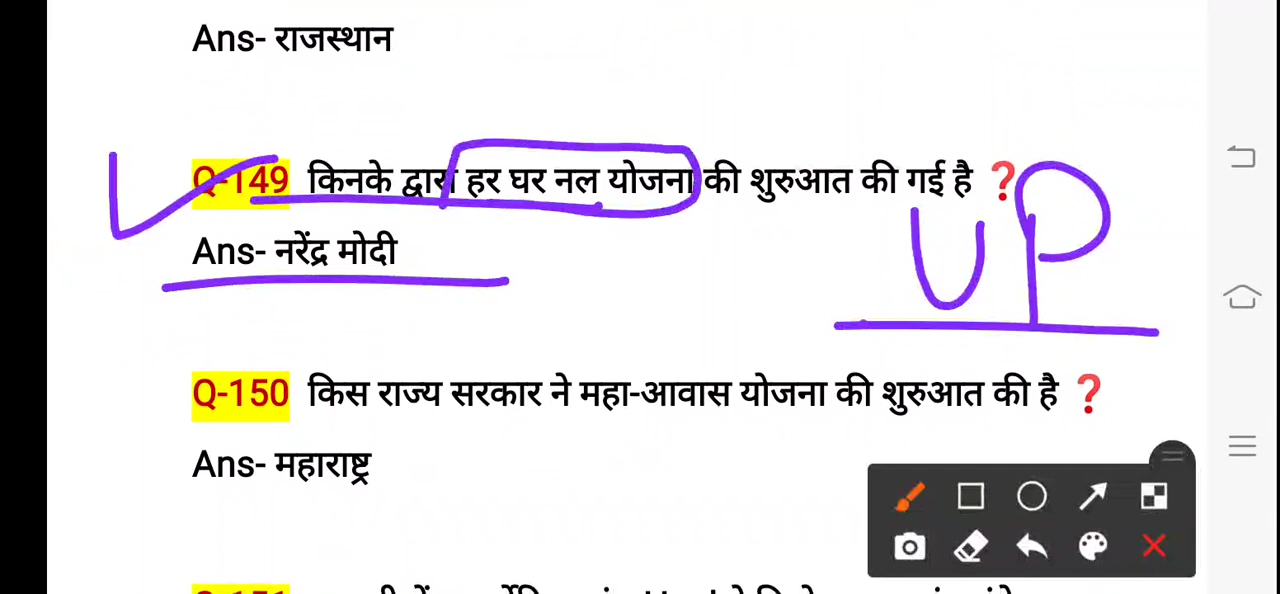 Ans- राजस्थान
Q-149 किनके द्वारा हर घर नल योजना की शुरुआत की गई है ❓
Ans- नरेंद्र मोदी
UP
Q-150 किस राज्य सरकार ने महा-आवास योजना की शुरुआत की है ❓
Ans- महाराष्ट्र